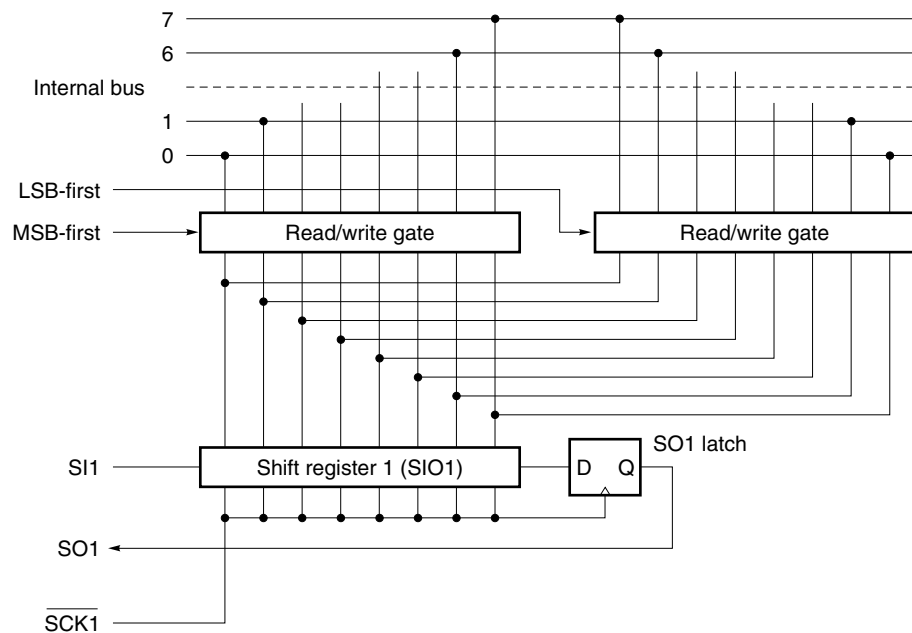 7
6
Internal bus
1
0
LSB-first
MSB-first
Read/write gate
Read/write gate
SO1 latch
SI1
Shift register 1 (SIO1)
D
Q
SO1
SCK1